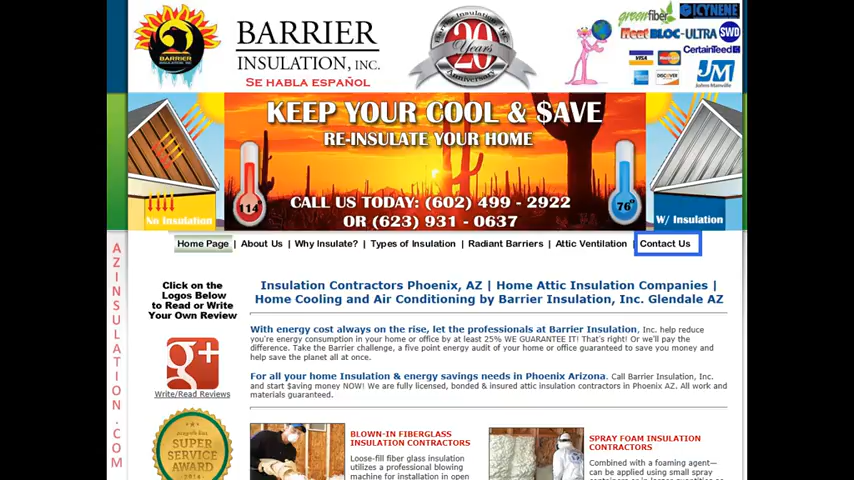 BARRIER
INSULATION, INC.
SE HABLA ESPAÑOL
20
Years
Anniversary
greenfiber
ICYNENE
BLOC-ULTRA
SWD
CertainTeed
VISA
DISCOVER
JM
Johns Manville
KEEP YOUR COOL & $AVE
RE-INSULATE YOUR HOME
114°
76°
CALL US TODAY: (602) 499 - 2922
OR (623) 931 - 0637
No Insulation
W/ Insulation
Home Page | About Us | Why Insulate? | Types of Insulation | Radiant Barriers | Attic Ventilation | Contact Us
AZINSULATION.COM
Click on the
Logos Below
to Read or Write
Your Own Review
g+
Write/Read Reviews
SUPER
SERVICE
AWARD
Insulation Contractors Phoenix, AZ | Home Attic Insulation Companies |
Home Cooling and Air Conditioning by Barrier Insulation, Inc. Glendale AZ
With energy cost always on the rise, let the professionals at Barrier Insulation, Inc. help reduce
you're energy consumption in your home or office by at least 25% WE GUARANTEE IT! That's right! Or we'll pay the
difference. Take the Barrier challenge, a five point energy audit of your home or office guaranteed to save you money and
help save the planet all at once.
For all your home Insulation & energy savings needs in Phoenix Arizona. Call Barrier Insulation, Inc.
and start $aving money NOW! We are fully licensed, bonded & insured attic insulation contractors in Phoenix AZ. All work and
materials guaranteed.
BLOWN-IN FIBERGLASS
INSULATION CONTRACTORS
Loose-fill fiber glass insulation
utilizes a professional blowing
machine for installation in open
SPRAY FOAM INSULATION
CONTRACTORS
Combined with a foaming agent—
can be applied using small spray